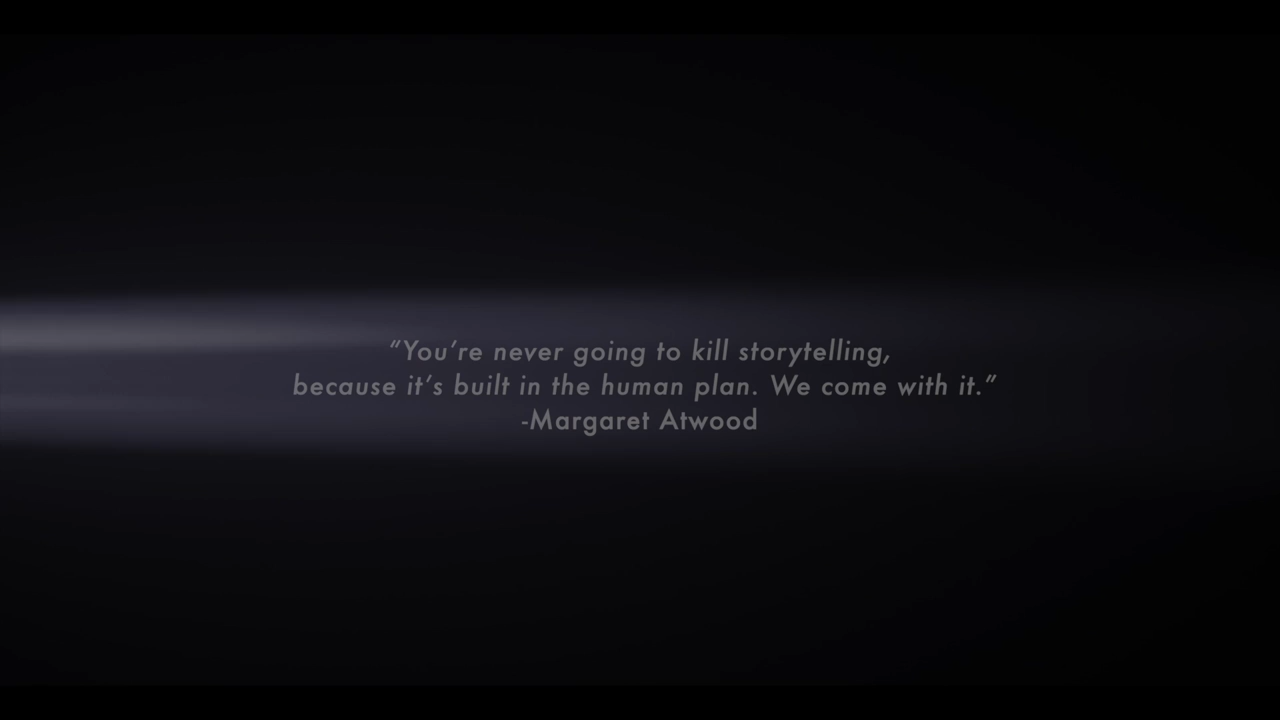 “You’re never going to kill storytelling,
because it’s built in the human plan. We come with it.”
-Margaret Atwood